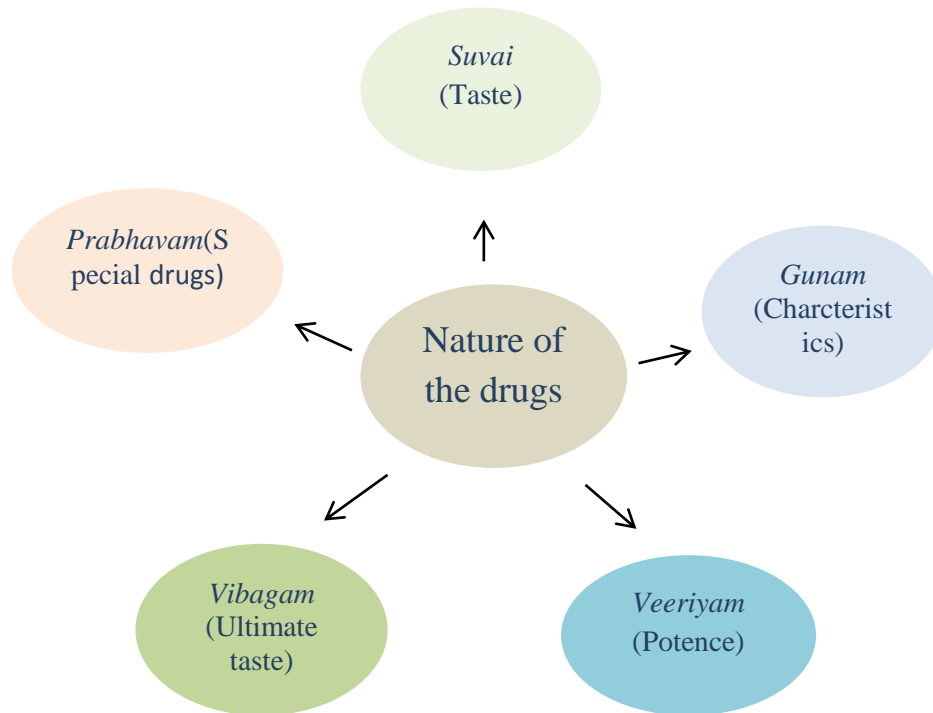 Suvai
(Taste)
Prabhavam(S
pecial drugs)
Gunam
(Charcterist
ics)
Nature of
the drugs
Vibagam
(Ultimate
taste)
Veeriyam
(Potence)